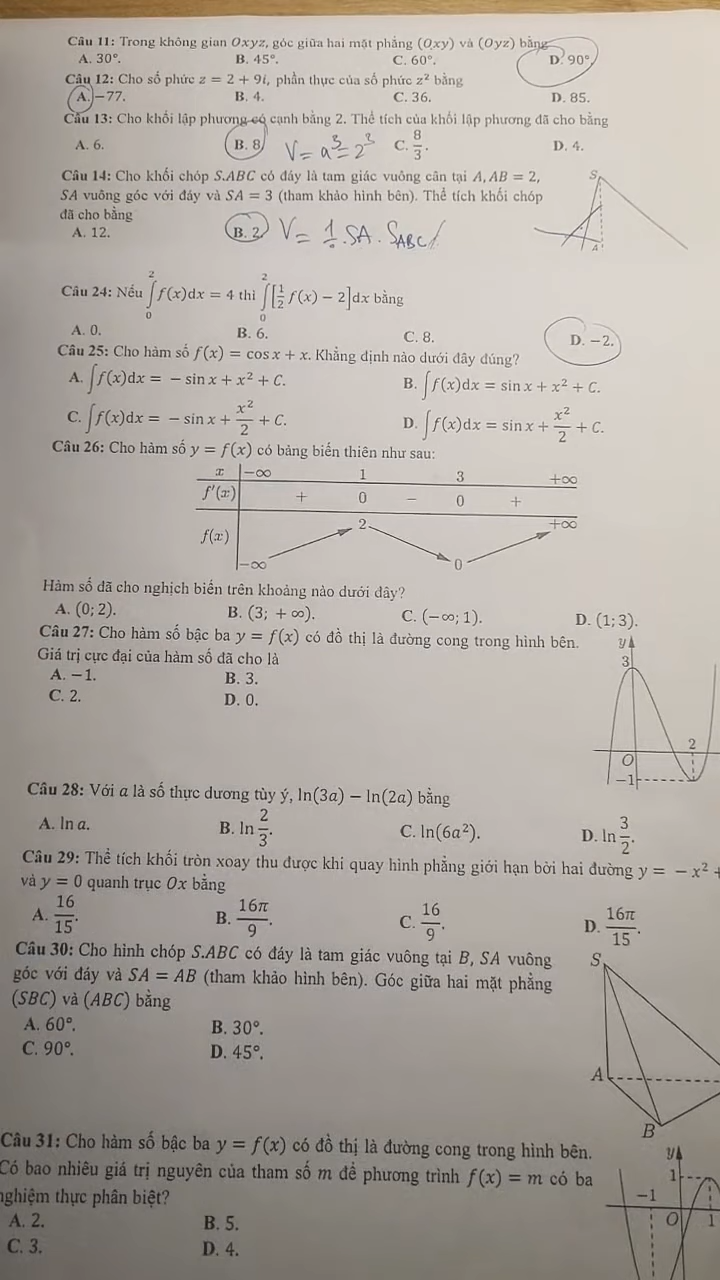 Câu 11: Trong không gian Oxyz, góc giữa hai mặt phẳng (Oxy) và (Oyz) bằng
A. 30°. B. 45°. C. 60°. D. 90°.
Câu 12: Cho số phức z = 2 + 9i, phần thực của số phức z² bằng
A. −77. B. 4. C. 36. D. 85.
Câu 13: Cho khối lập phương có cạnh bằng 2. Thể tích của khối lập phương đã cho bằng
A. 6. B. 8 V = a³ = 2³ C. 8/3. D. 4.
Câu 14: Cho khối chóp S.ABC có đáy là tam giác vuông cân tại A, AB = 2,
SA vuông góc với đáy và SA = 3 (tham khảo hình bên). Thể tích khối chóp
đã cho bằng
A. 12. B. 2 V = SA . S_ABC
S
A
Câu 24: Nếu ∫₀² f(x)dx = 4 thì ∫₀² [1/2 f(x) − 2]dx bằng
A. 0. B. 6. C. 8. D. −2.
Câu 25: Cho hàm số f(x) = cos x + x. Khẳng định nào dưới đây đúng?
A. ∫f(x)dx = − sin x + x² + C. B. ∫f(x)dx = sin x + x² + C.
C. ∫f(x)dx = − sin x + x²/2 + C. D. ∫f(x)dx = sin x + x²/2 + C.
Câu 26: Cho hàm số y = f(x) có bảng biến thiên như sau:
x −∞ 1 3 +∞
f′(x) + 0 − 0 +
f(x) −∞ 2 0 +∞
Hàm số đã cho nghịch biến trên khoảng nào dưới đây?
A. (0; 2). B. (3; +∞). C. (−∞; 1). D. (1; 3).
Câu 27: Cho hàm số bậc ba y = f(x) có đồ thị là đường cong trong hình bên.
Giá trị cực đại của hàm số đã cho là
A. −1. B. 3.
C. 2. D. 0.
y
3
2
O
−1
Câu 28: Với a là số thực dương tùy ý, ln(3a) − ln(2a) bằng
A. ln a. B. ln 2/3. C. ln(6a²). D. ln 3/2.
Câu 29: Thể tích khối tròn xoay thu được khi quay hình phẳng giới hạn bởi hai đường y = − x² +
và y = 0 quanh trục Ox bằng
A. 16/15. B. 16π/9. C. 16/9. D. 16π/15.
Câu 30: Cho hình chóp S.ABC có đáy là tam giác vuông tại B, SA vuông
góc với đáy và SA = AB (tham khảo hình bên). Góc giữa hai mặt phẳng
(SBC) và (ABC) bằng
A. 60°. B. 30°.
C. 90°. D. 45°.
S
A
B
Câu 31: Cho hàm số bậc ba y = f(x) có đồ thị là đường cong trong hình bên.
Có bao nhiêu giá trị nguyên của tham số m để phương trình f(x) = m có ba
nghiệm thực phân biệt?
A. 2. B. 5.
C. 3. D. 4.
y
1
−1
O 1